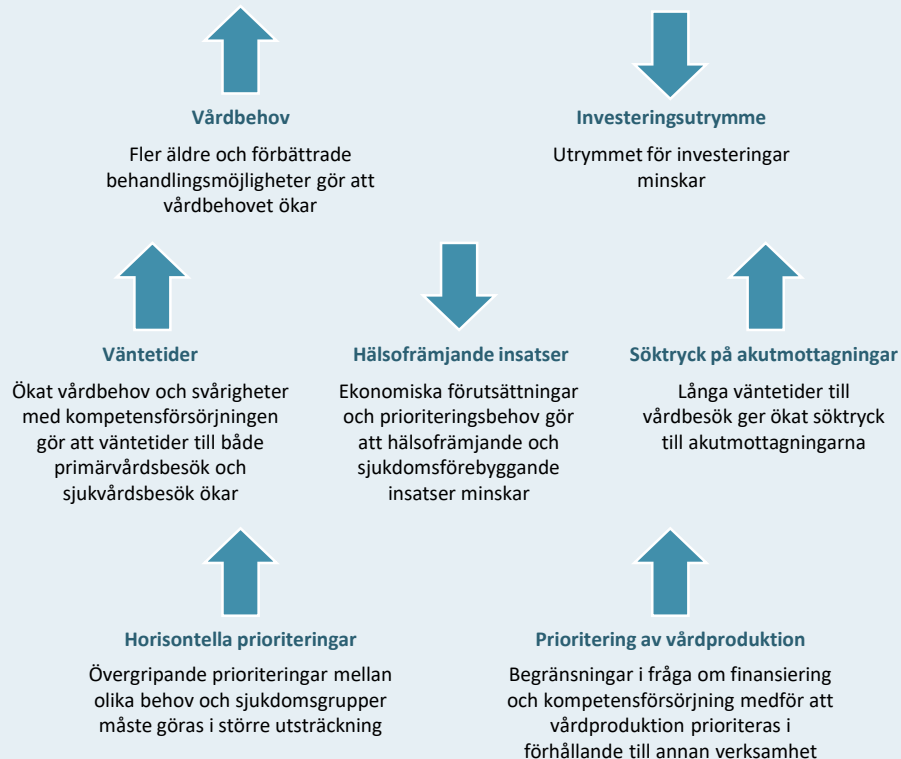 Vårdbehov
Fler äldre och förbättrade
behandlingsmöjligheter gör att
vårdbehovet ökar
Investeringsutrymme
Utrymmet för investeringar
minskar
Väntetider
Ökat vårdbehov och svårigheter
med kompetensförsörjningen
gör att väntetider till både
primärvårdsbesök och
sjukvårdsbesök ökar
Hälsofrämjande insatser
Ekonomiska förutsättningar
och prioriteringsbehov gör
att hälsofrämjande och
sjukdomsförebyggande
insatser minskar
Söktryck på akutmottagningar
Långa väntetider till
vårdbesök ger ökat söktryck
till akutmottagningarna
Horisontella prioriteringar
Övergripande prioriteringar mellan
olika behov och sjukdomsgrupper
måste göras i större utsträckning
Prioritering av vårdproduktion
Begränsningar i fråga om finansiering
och kompetensförsörjning medför att
vårdproduktion prioriteras i
förhållande till annan verksamhet